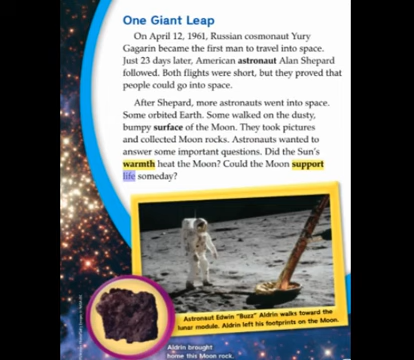 One Giant Leap
On April 12, 1961, Russian cosmonaut Yury
Gagarin became the first man to travel into space.
Just 23 days later, American astronaut Alan Shepard
followed. Both flights were short, but they proved that
people could go into space.
After Shepard, more astronauts went into space.
Some orbited Earth. Some walked on the dusty,
bumpy surface of the Moon. They took pictures
and collected Moon rocks. Astronauts wanted to
answer some important questions. Did the Sun's
warmth heat the Moon? Could the Moon support
life someday?
Astronaut Edwin "Buzz" Aldrin walks toward the
lunar module. Aldrin left his footprints on the Moon.
Aldrin brought
home this Moon rock.